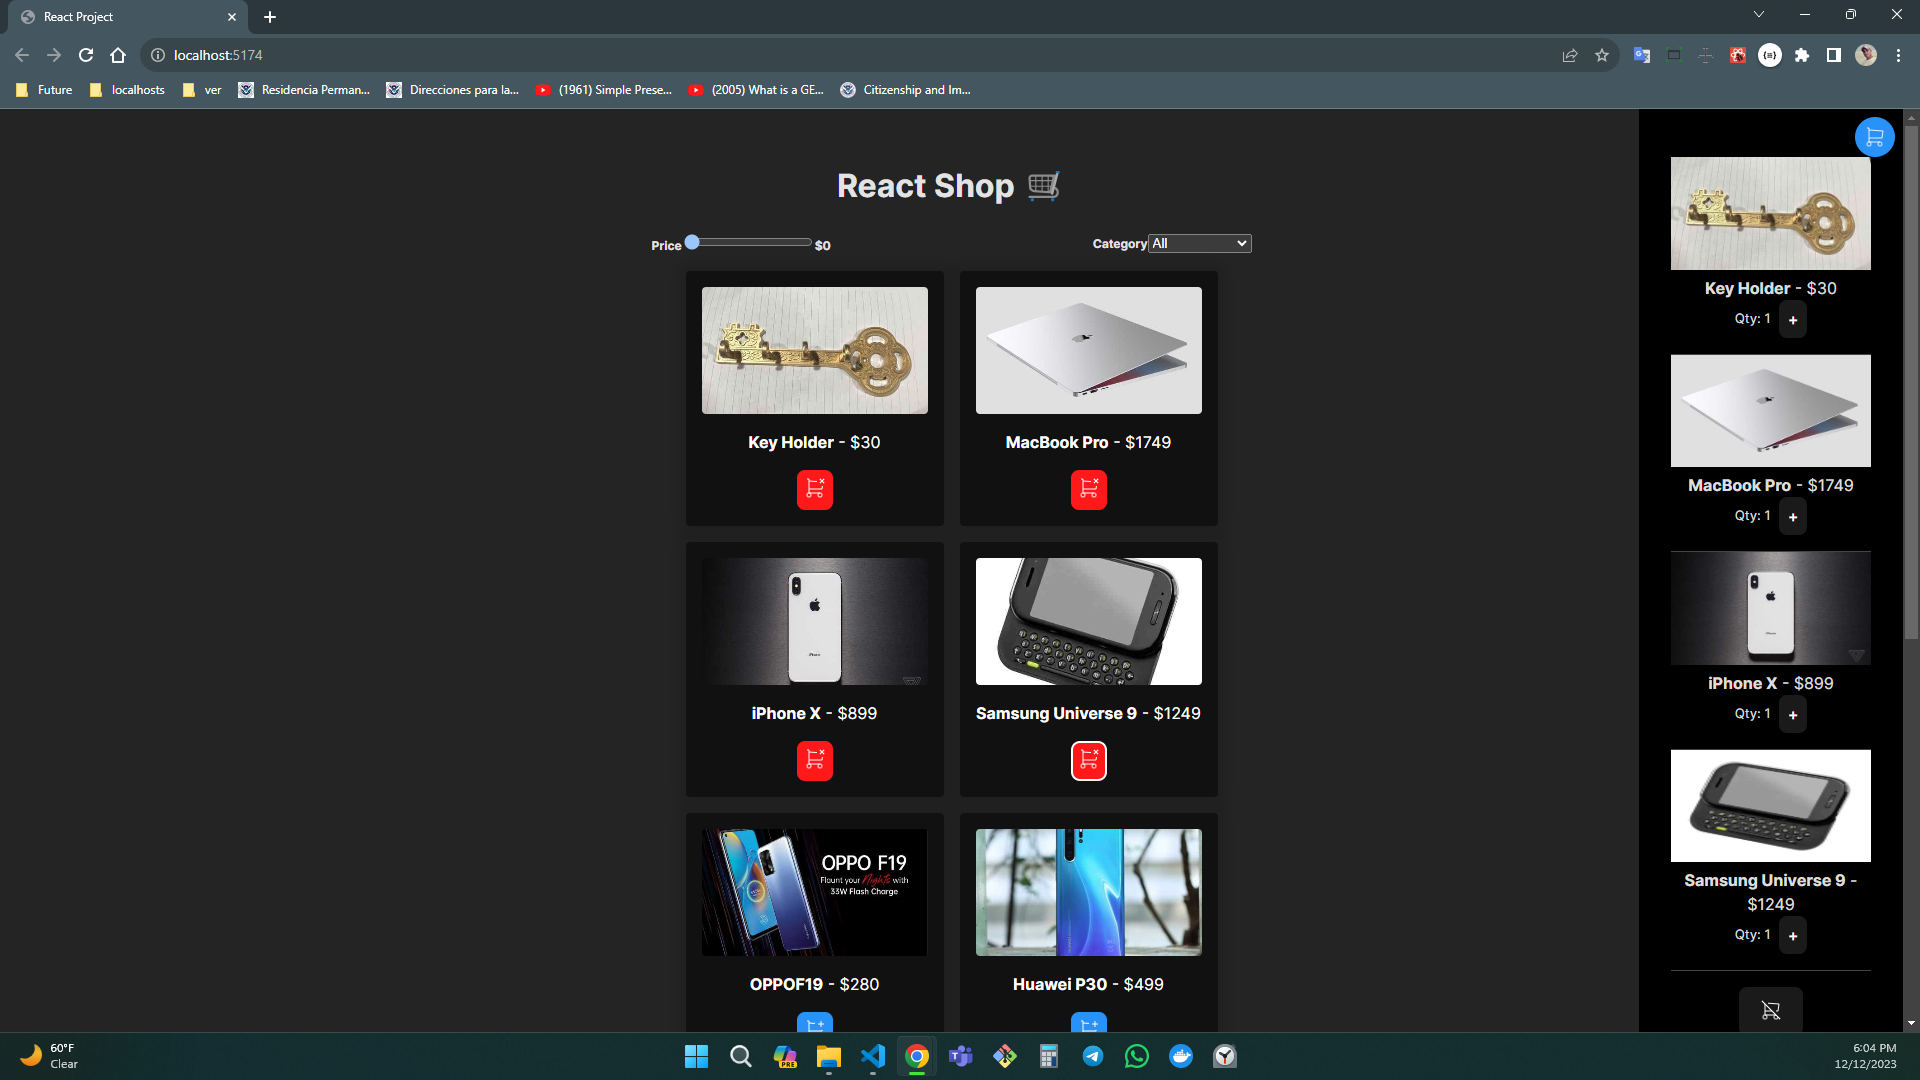 React Project
localhost:5174
Future
localhosts
ver
Residencia Perman...
Direcciones para la...
(1961) Simple Prese...
(2005) What is a GE...
Citizenship and Im...
React Shop
Price
$0
Category
All
Key Holder - $30
MacBook Pro - $1749
iPhone X - $899
Samsung Universe 9 - $1249
OPPO F19
Flaunt your Nights with
33W Flash Charge
OPPOF19 - $280
Huawei P30 - $499
Key Holder - $30
Qty: 1
+
MacBook Pro - $1749
Qty: 1
+
iPhone X - $899
Qty: 1
+
Samsung Universe 9 -
$1249
Qty: 1
+
60°F
Clear
PRE
6:04 PM
12/12/2023